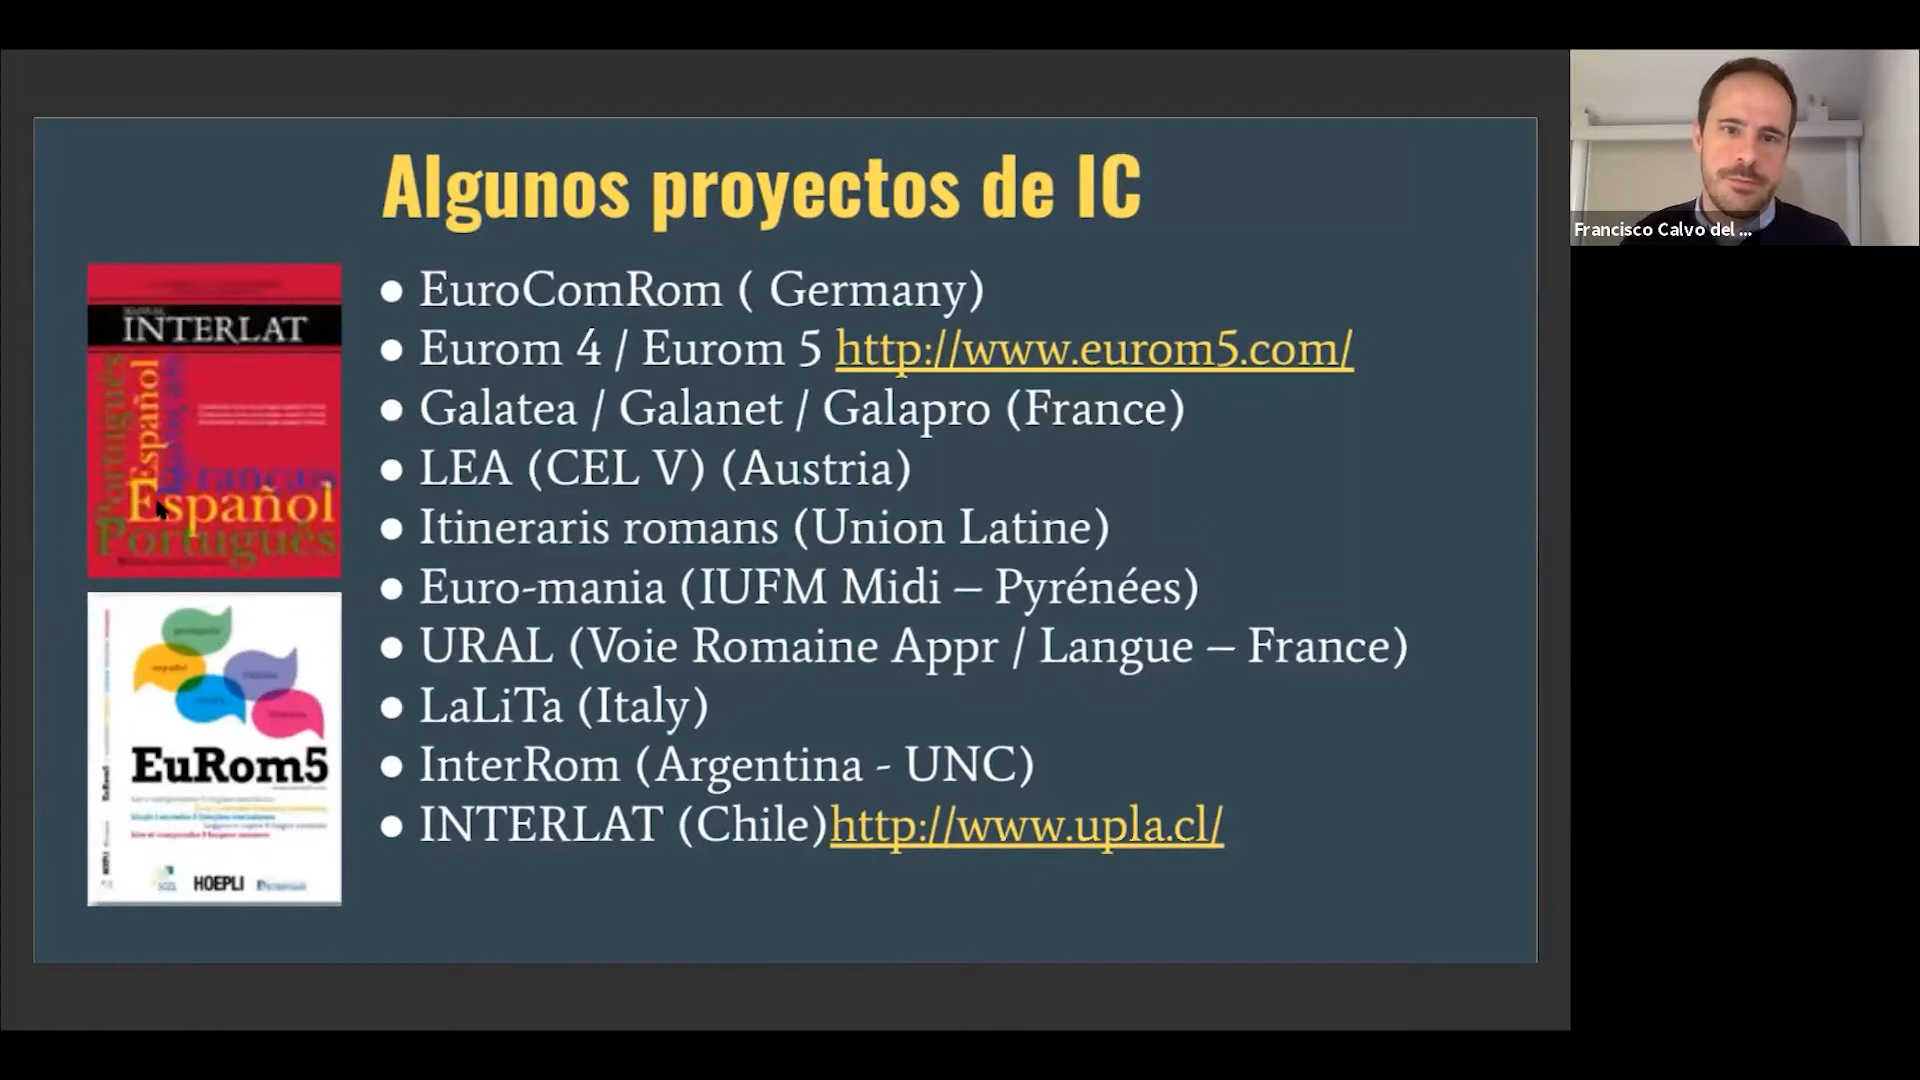 Algunos proyectos de IC
● EuroComRom ( Germany)
● Eurom 4 / Eurom 5 http://www.eurom5.com/
● Galatea / Galanet / Galapro (France)
● LEA (CEL V) (Austria)
● Itineraris romans (Union Latine)
● Euro-mania (IUFM Midi – Pyrénées)
● URAL (Voie Romaine Appr / Langue – France)
● LaLiTa (Italy)
● InterRom (Argentina - UNC)
● INTERLAT (Chile)http://www.upla.cl/
INTERLAT
Português
Español
Français
Español
Português
EuRom5
HOEPLI
Francisco Calvo del ...